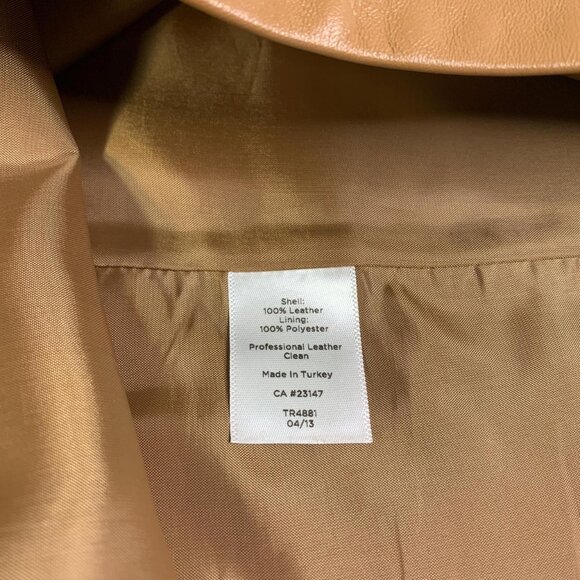 Shell:
100% Leather
Lining:
100% Polyester
Professional Leather
Clean
Made In Turkey
CA #23147
TR4881
04/13